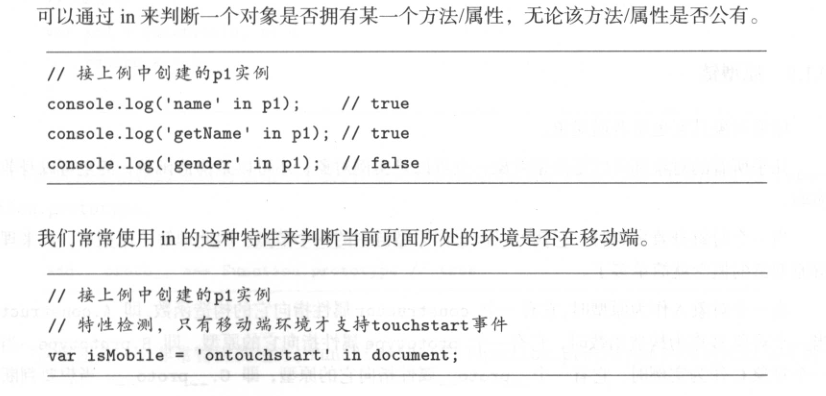 可以通过 in 来判断一个对象是否拥有某一个方法/属性，无论该方法/属性是否公有。
// 接上例中创建的p1实例
console.log('name' in p1);    // true
console.log('getName' in p1); // true
console.log('gender' in p1);  // false
我们常常使用 in 的这种特性来判断当前页面所处的环境是否在移动端。
// 接上例中创建的p1实例
// 特性检测，只有移动端环境才支持touchstart事件
var isMobile = 'ontouchstart' in document;